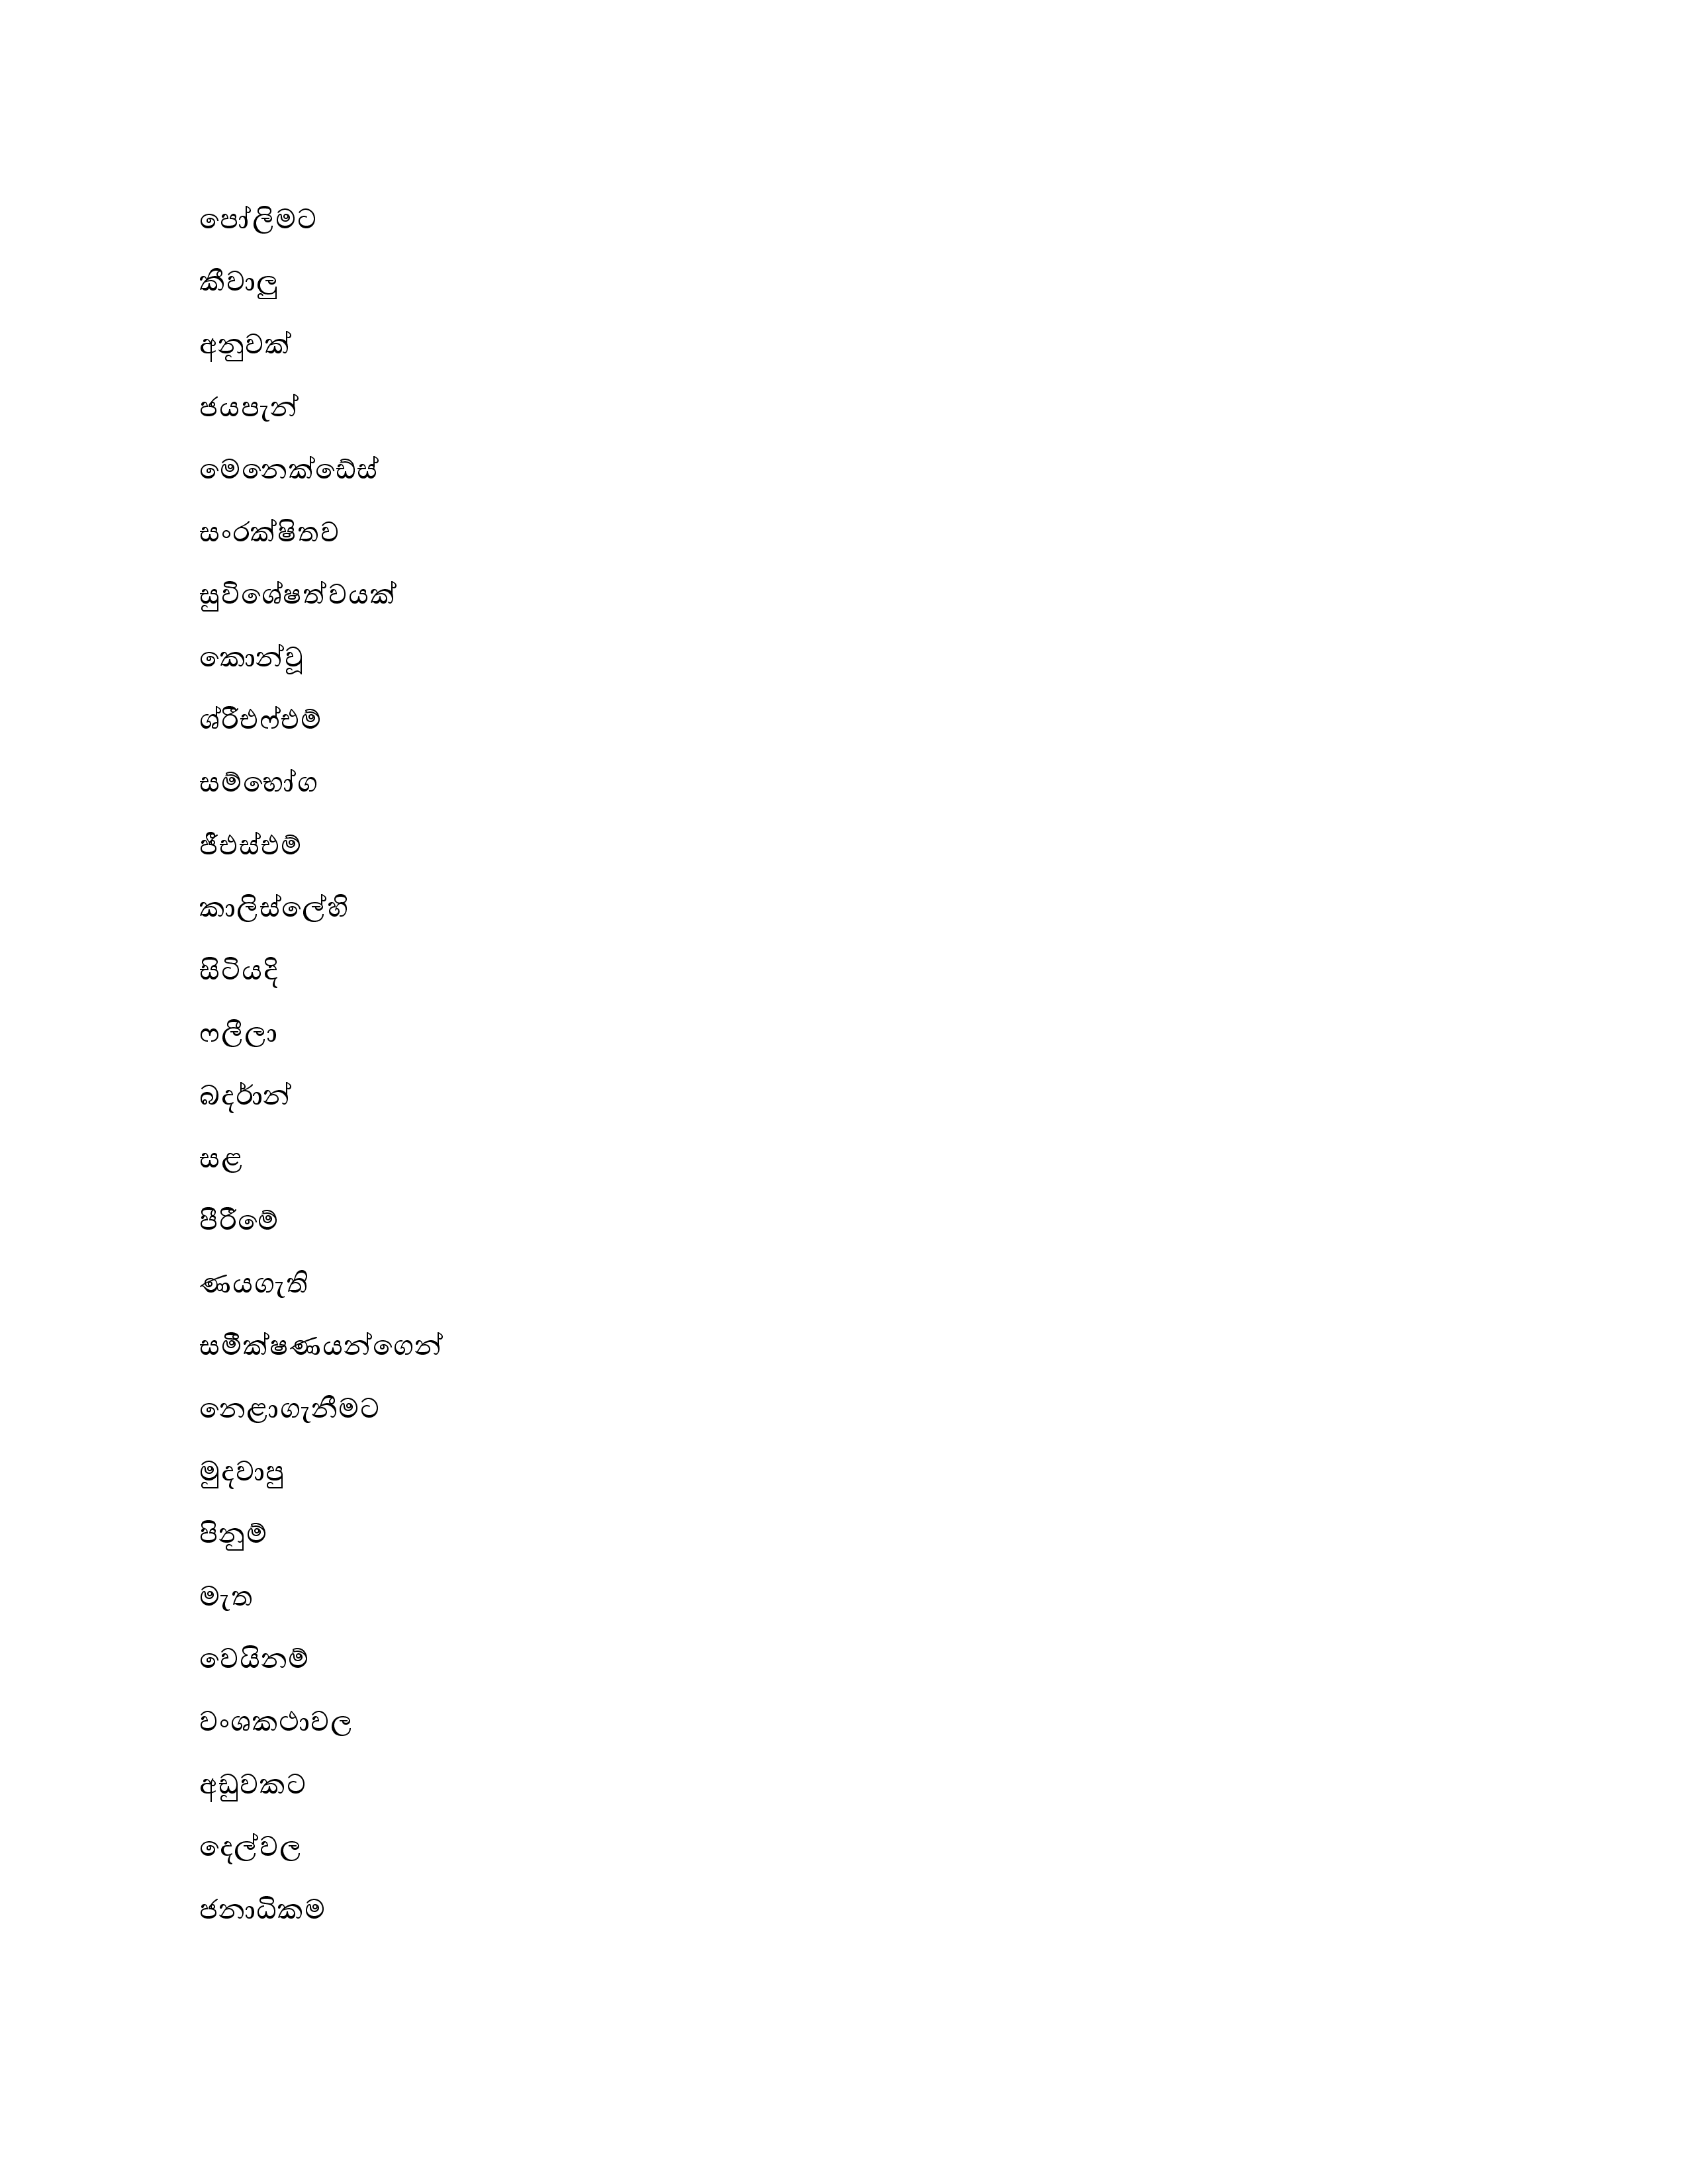 පෝලිමට
කීවාලු
අනුවක්
ජයපැන්
මෙනෙක්ඩේස්
සංරක්ෂිතව
සුවිශේෂත්වයක්
කොන්වූ
ශ්රීඑෆ්එම්
සම්භෝග
ජීඑස්එම්
කාලිස්ලේහි
සිටියදි
ෆලීලා
බර්දාන්
සළ
පීරීමේ
ණයගැති
සමීක්ෂණයන්ගෙන්
නෙළාගැනීමට
මුදවාපු
පිනුම්
මැත
වෙයිනම්
වංශකථාවල
අඩුවකට
දෙල්වල
ජනාධිකම